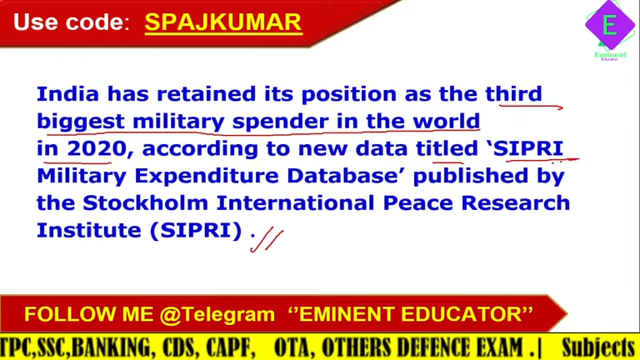 Use code: SPAJKUMAR
E
Eminent
Educator
India has retained its position as the third
biggest military spender in the world
in 2020, according to new data titled ‘SIPRI
Military Expenditure Database’ published by
the Stockholm International Peace Research
Institute (SIPRI) .
FOLLOW ME @Telegram ‘‘EMINENT EDUCATOR’’
TPC,SSC,BANKING, CDS, CAPF, OTA, OTHERS DEFENCE EXAM .| Subjects